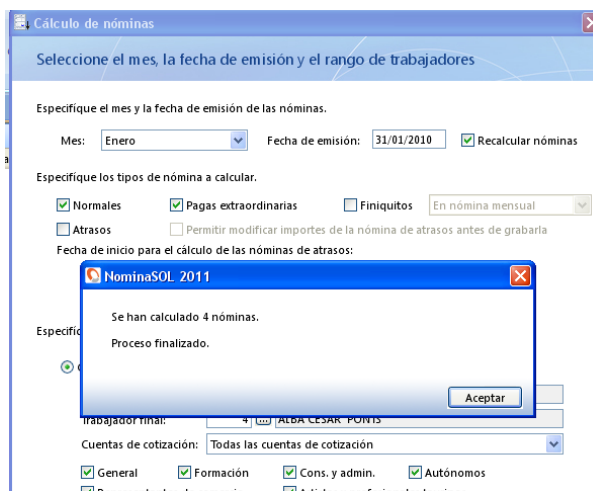 Cálculo de nóminas
Seleccione el mes, la fecha de emisión y el rango de trabajadores
Especifique el mes y la fecha de emisión de las nóminas.
Mes: Enero Fecha de emisión: 31/01/2010 Recalcular nóminas
Especifique los tipos de nómina a calcular.
Normales Pagas extraordinarias Finiquitos En nómina mensual
Atrasos Permitir modificar importes de la nómina de atrasos antes de grabarla
Fecha de inicio para el cálculo de las nóminas de atrasos:
NominaSOL 2011
Se han calculado 4 nóminas.
Especific
Proceso finalizado.
Aceptar
Trabajador final: 4 ... ALBA CESAR PONTS
Cuentas de cotización: Todas las cuentas de cotización
General Formación Cons. y admin. Autónomos